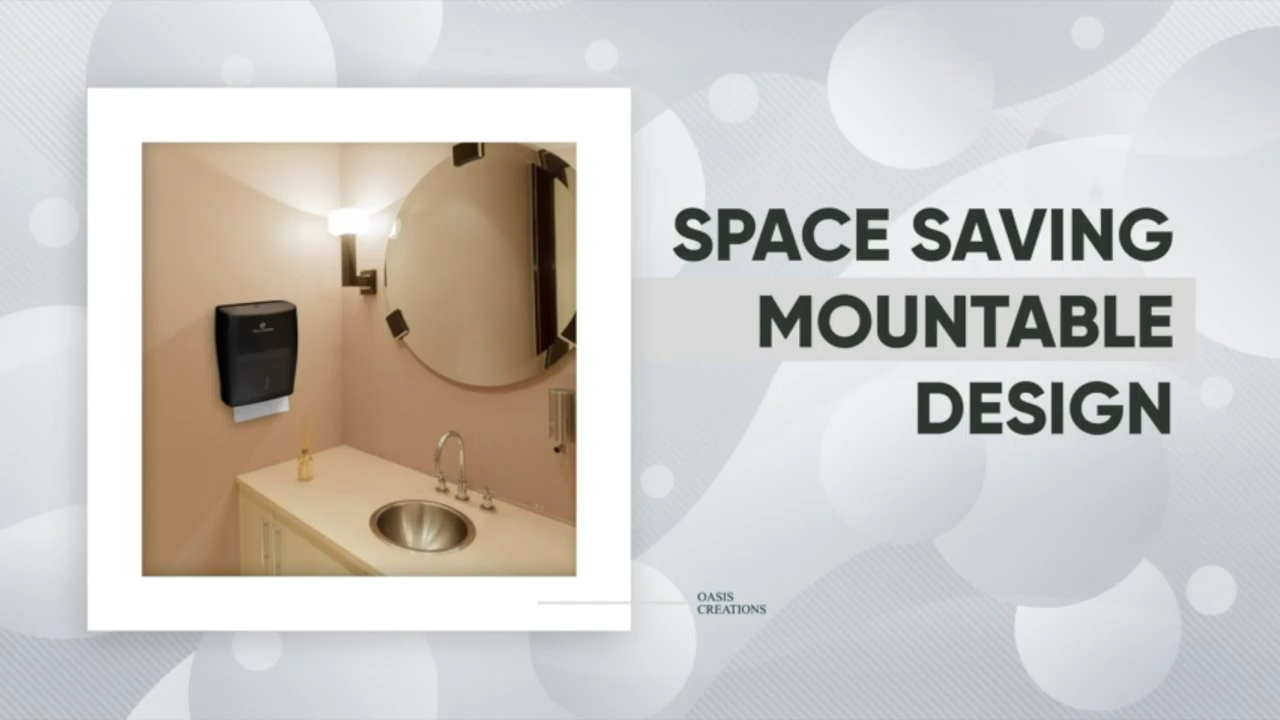 SPACE SAVING
MOUNTABLE
DESIGN
OASIS
CREATIONS